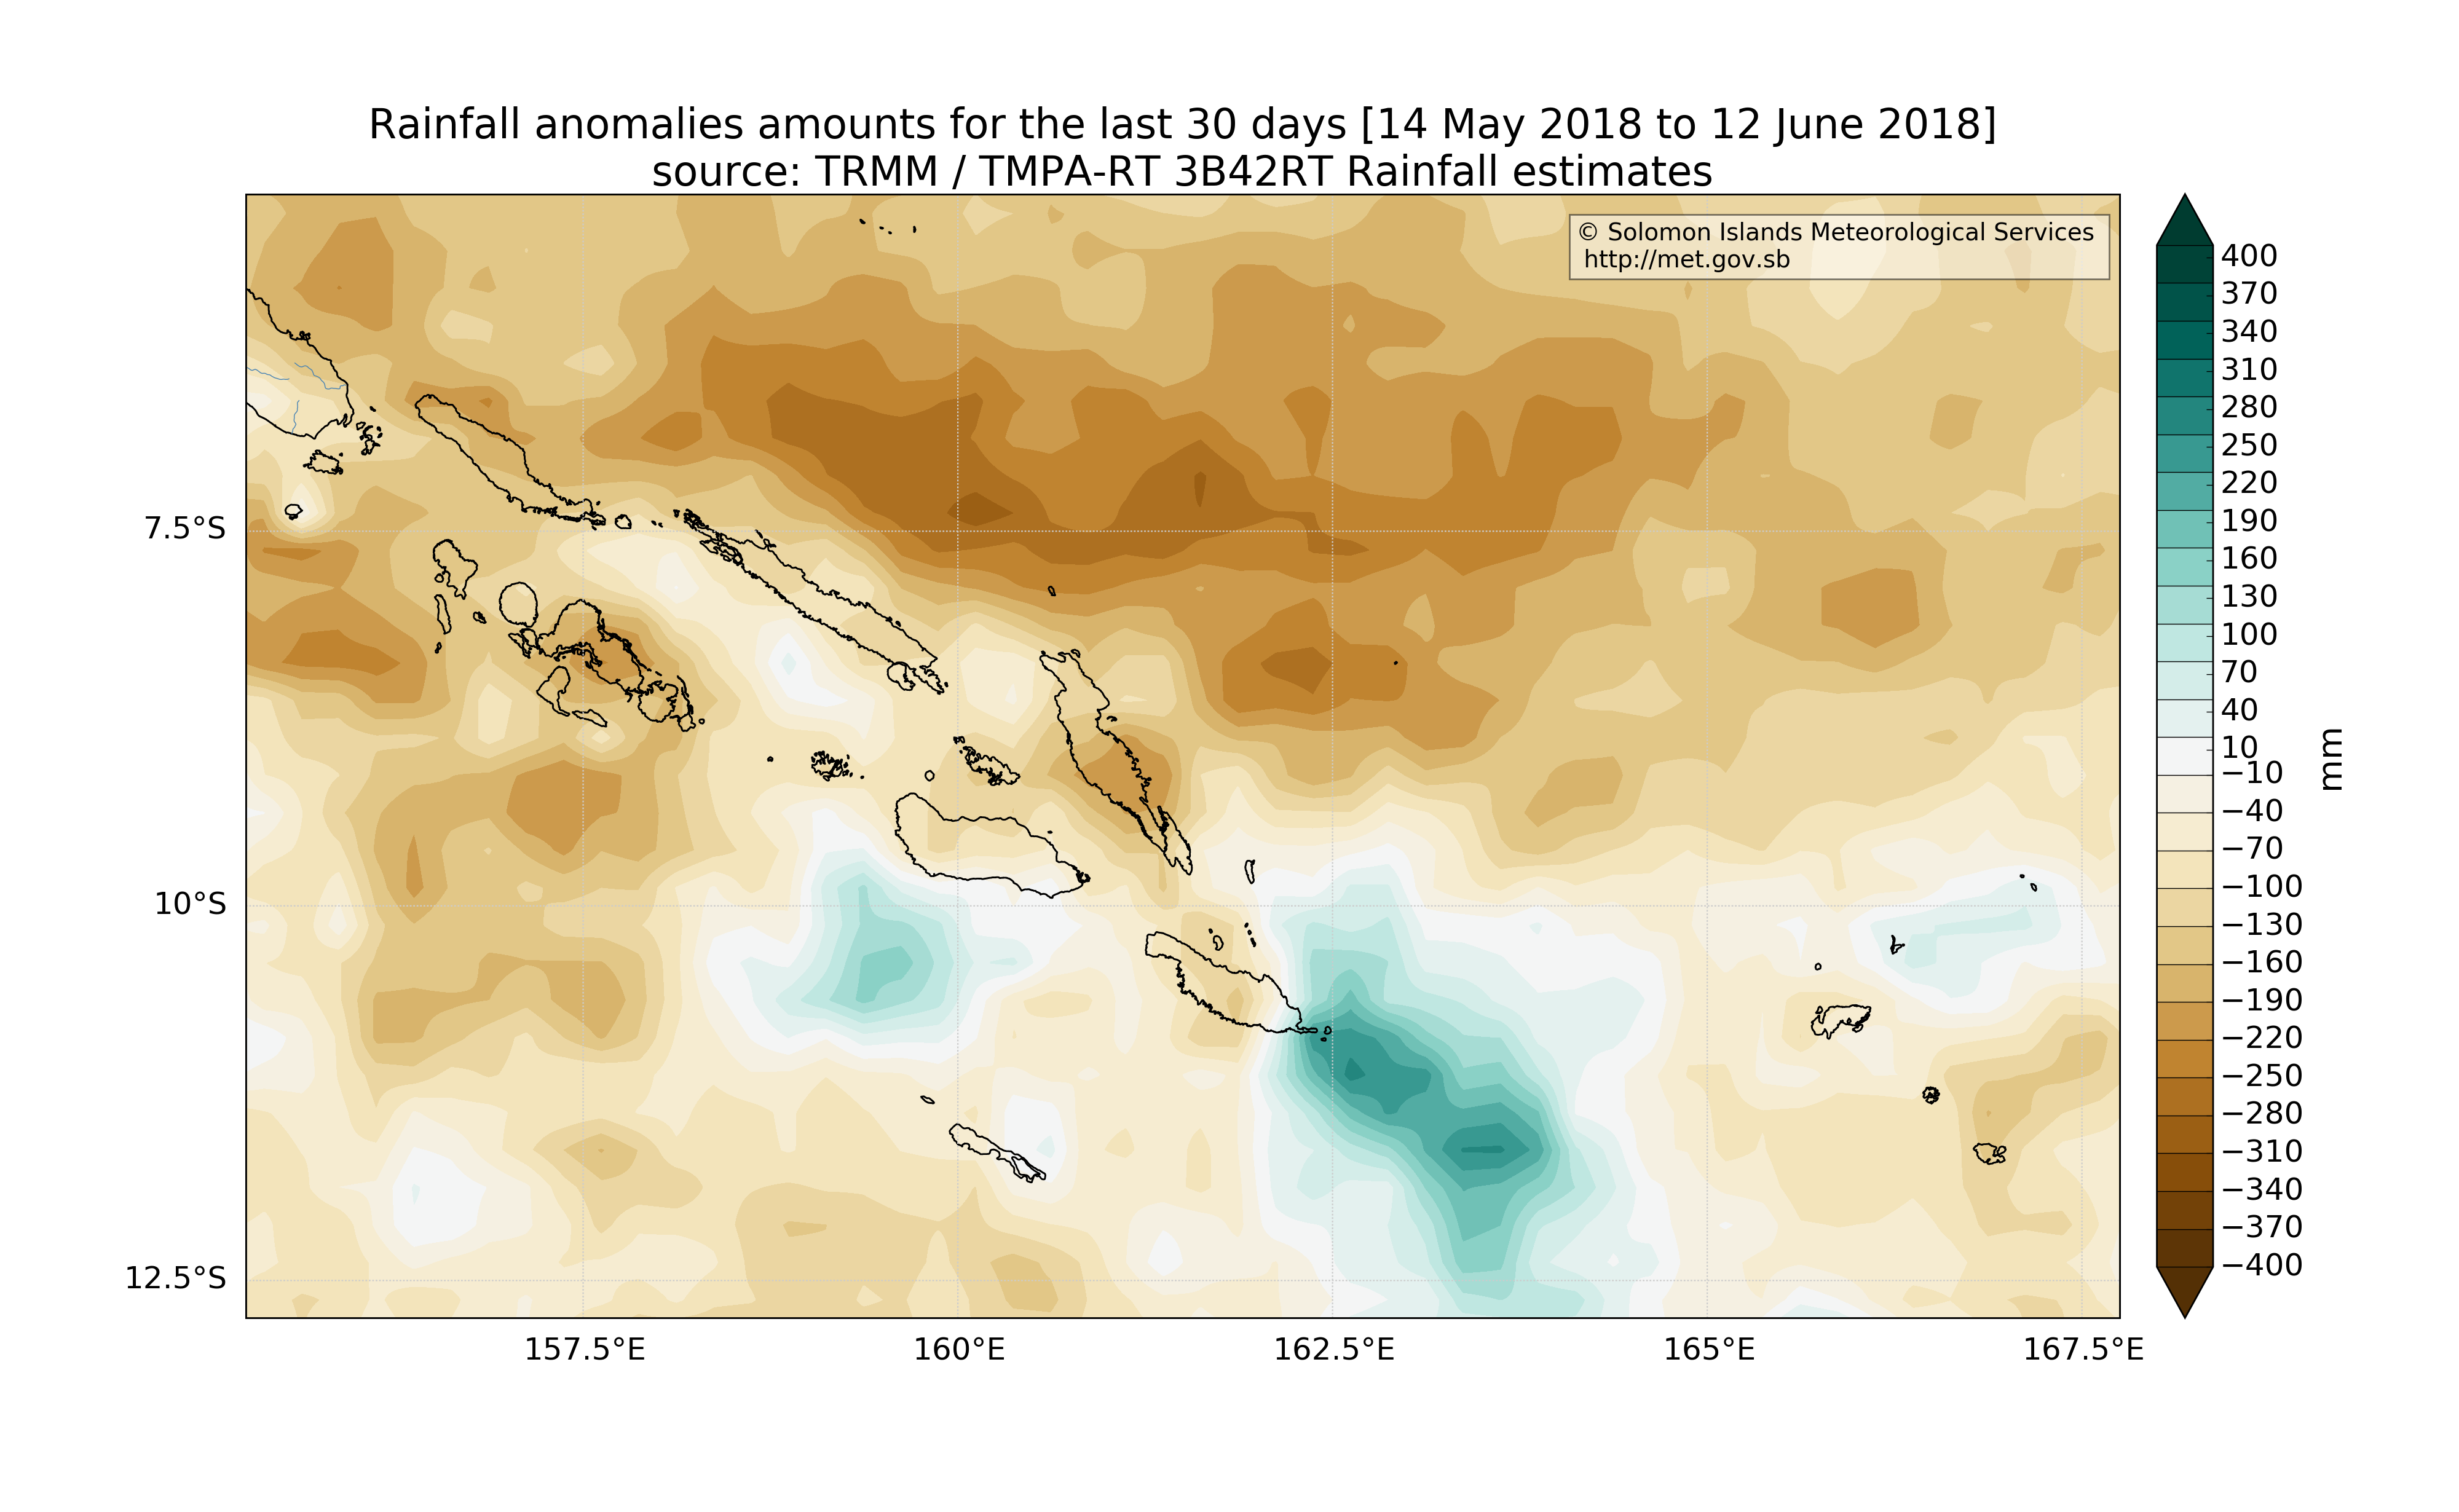 Rainfall anomalies amounts for the last 30 days [14 May 2018 to 12 June 2018]
source: TRMM / TMPA-RT 3B42RT Rainfall estimates
© Solomon Islands Meteorological Services
http://met.gov.sb
7.5°S
10°S
12.5°S
157.5°E
160°E
162.5°E
165°E
167.5°E
400
370
340
310
280
250
220
190
160
130
100
70
40
10
−10
−40
−70
−100
−130
−160
−190
−220
−250
−280
−310
−340
−370
−400
mm